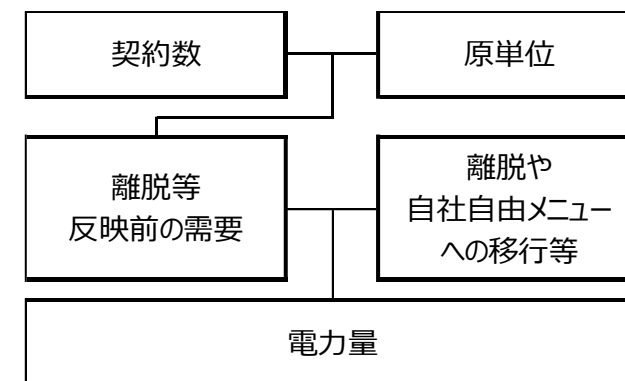 契約数
原単位
離脱等
反映前の需要
離脱や
自社自由メニュー
への移行等
電力量